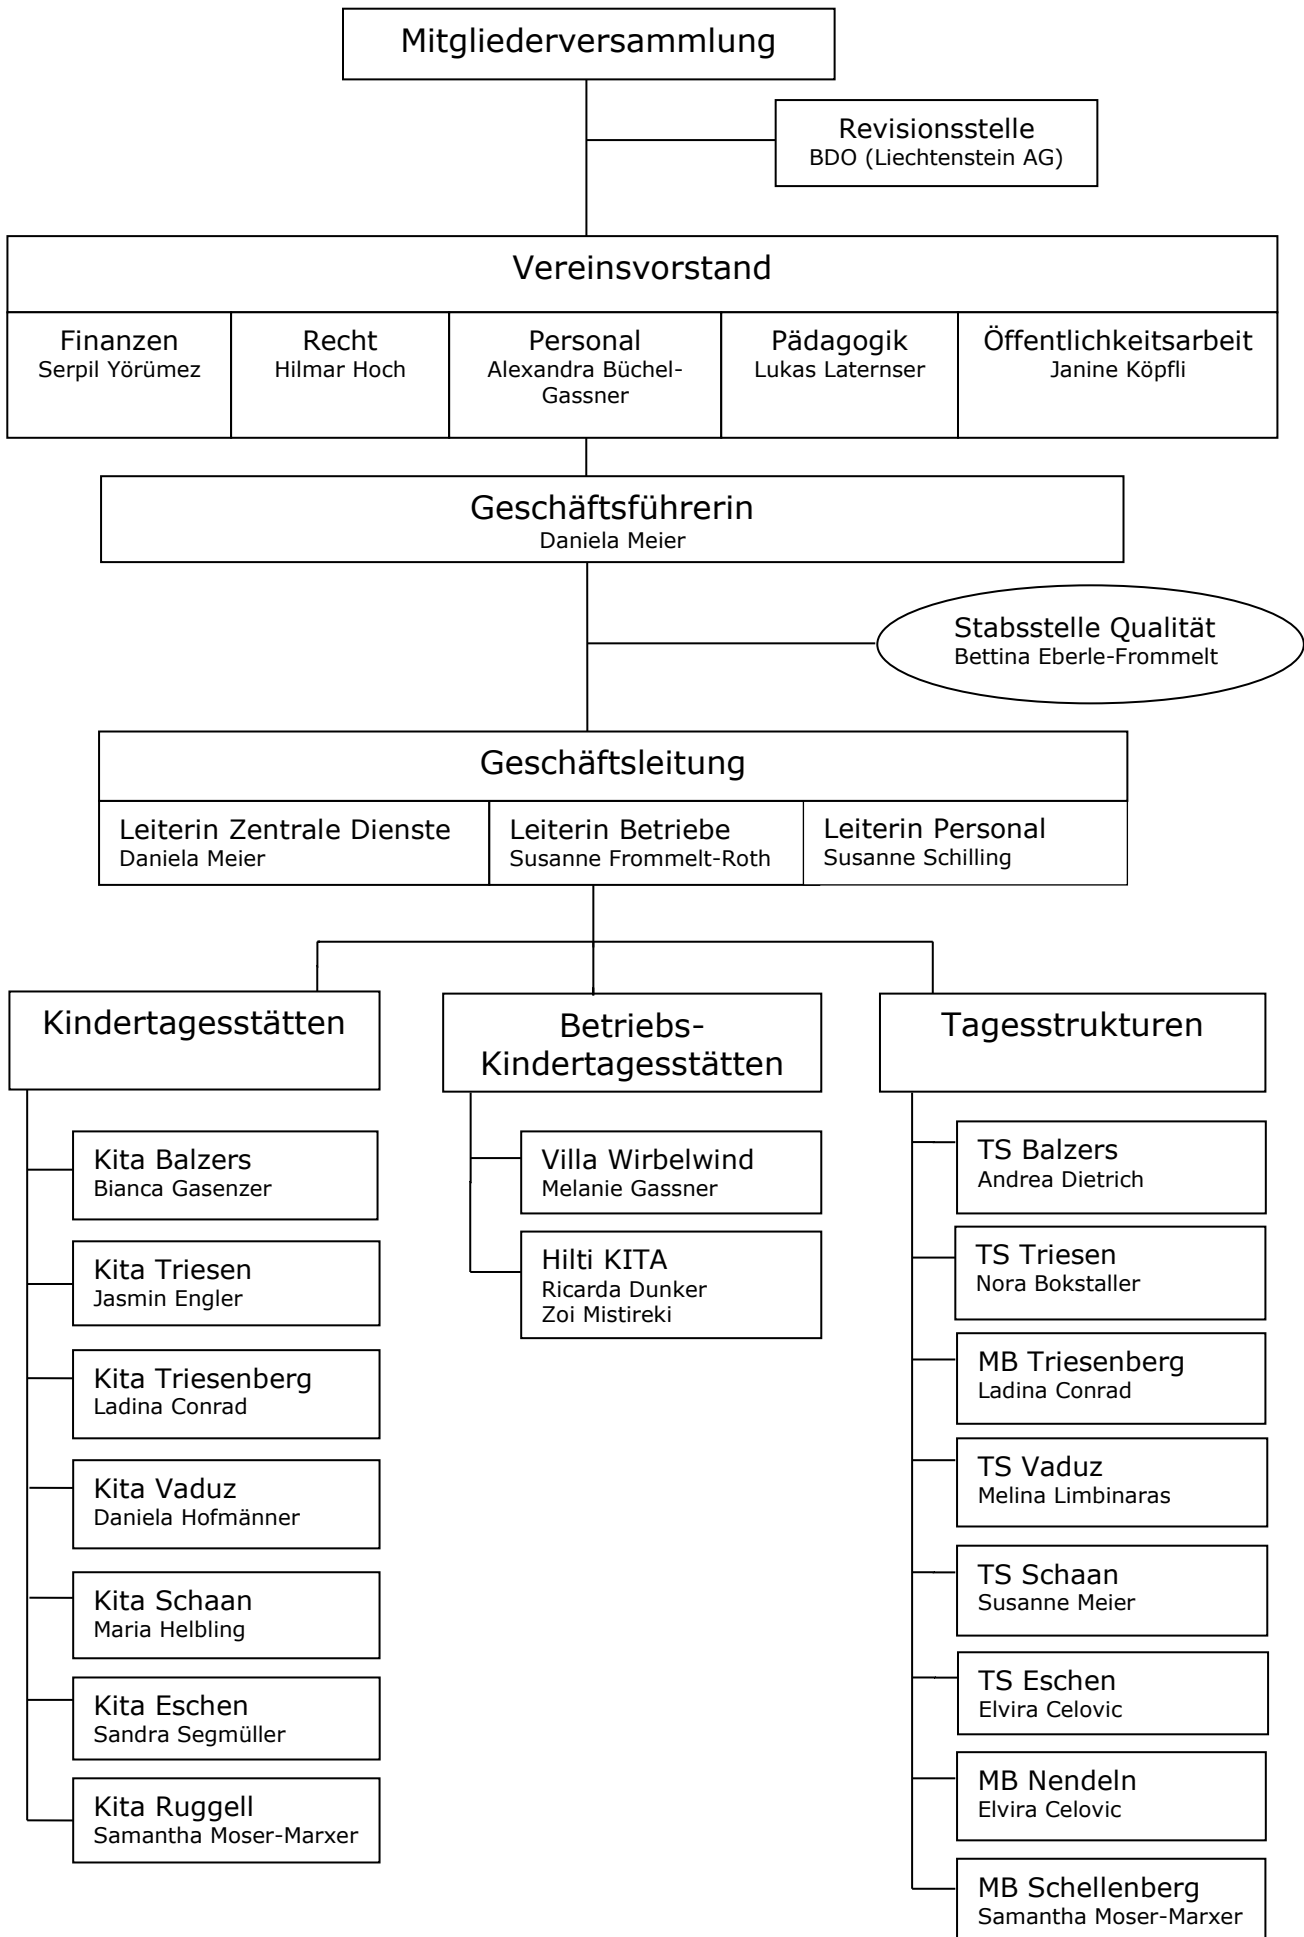 Mitgliederversammlung
Revisionsstelle
BDO (Liechtenstein AG)
Vereinsvorstand
Finanzen
Serpil Yörümez
Recht
Hilmar Hoch
Personal
Alexandra Büchel-
Gassner
Pädagogik
Lukas Laternser
Öffentlichkeitsarbeit
Janine Köpfli
Geschäftsführerin
Daniela Meier
Stabsstelle Qualität
Bettina Eberle-Frommelt
Geschäftsleitung
Leiterin Zentrale Dienste
Daniela Meier
Leiterin Betriebe
Susanne Frommelt-Roth
Leiterin Personal
Susanne Schilling
Kindertagesstätten
Kita Balzers
Bianca Gasenzer
Kita Triesen
Jasmin Engler
Kita Triesenberg
Ladina Conrad
Kita Vaduz
Daniela Hofmänner
Kita Schaan
Maria Helbling
Kita Eschen
Sandra Segmüller
Kita Ruggell
Samantha Moser-Marxer
Betriebs-
Kindertagesstätten
Villa Wirbelwind
Melanie Gassner
Hilti KITA
Ricarda Dunker
Zoi Mistireki
Tagesstrukturen
TS Balzers
Andrea Dietrich
TS Triesen
Nora Bokstaller
MB Triesenberg
Ladina Conrad
TS Vaduz
Melina Limbinaras
TS Schaan
Susanne Meier
TS Eschen
Elvira Celovic
MB Nendeln
Elvira Celovic
MB Schellenberg
Samantha Moser-Marxer